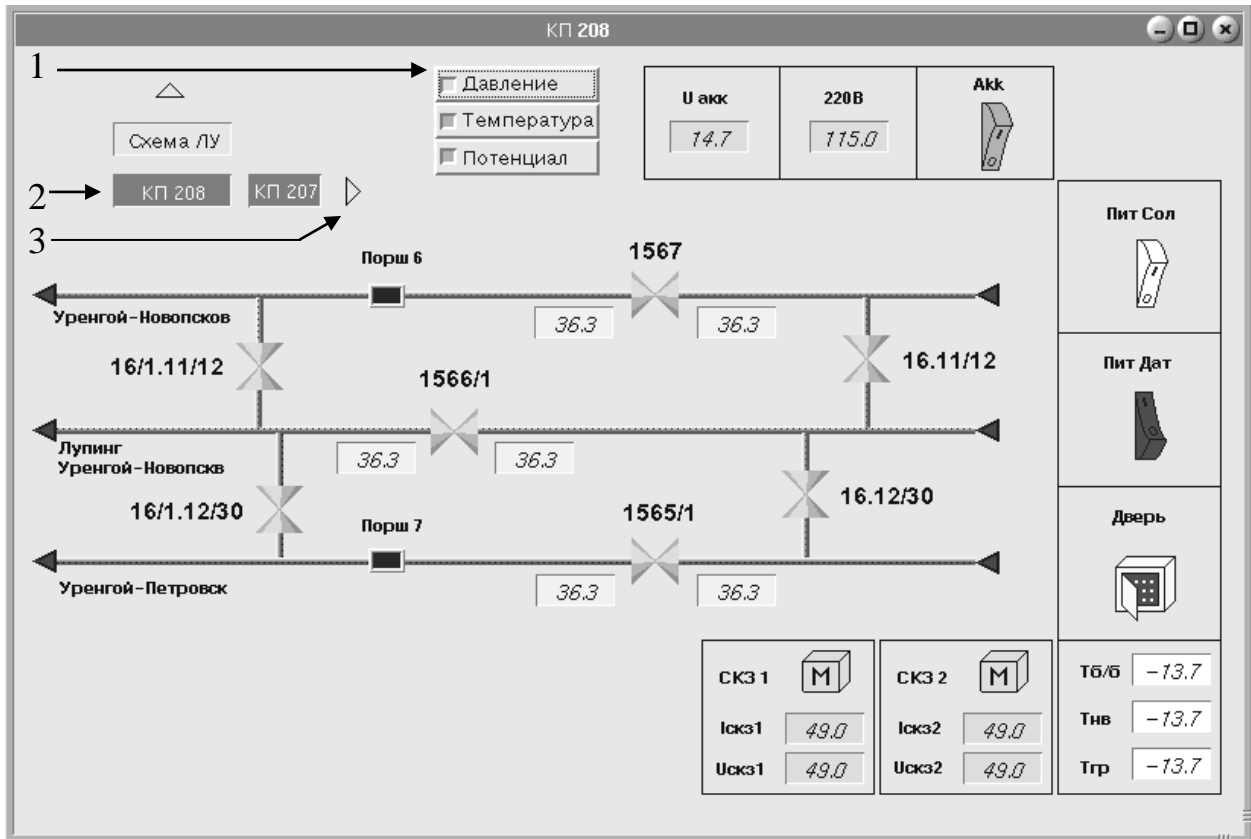 КП 208
1
Давление
Температура
Потенциал
U акк
14.7
220В
115.0
Akk
Схема ЛУ
2
КП 208
КП 207
3
Пит Сол
Порш 6
1567
Уренгой-Новопсков
36.3
36.3
16/1.11/12
16.11/12
1566/1
Пит Дат
Лупинг
Уренгой-Новопскв
36.3
36.3
16/1.12/30
16.12/30
Порш 7
1565/1
Дверь
Уренгой-Петровск
36.3
36.3
СКЗ 1
М
Iскз1
49.0
Uскз1
49.0
СКЗ 2
М
Iскз2
49.0
Uскз2
49.0
Тб/б
-13.7
Тнв
-13.7
Тгр
-13.7